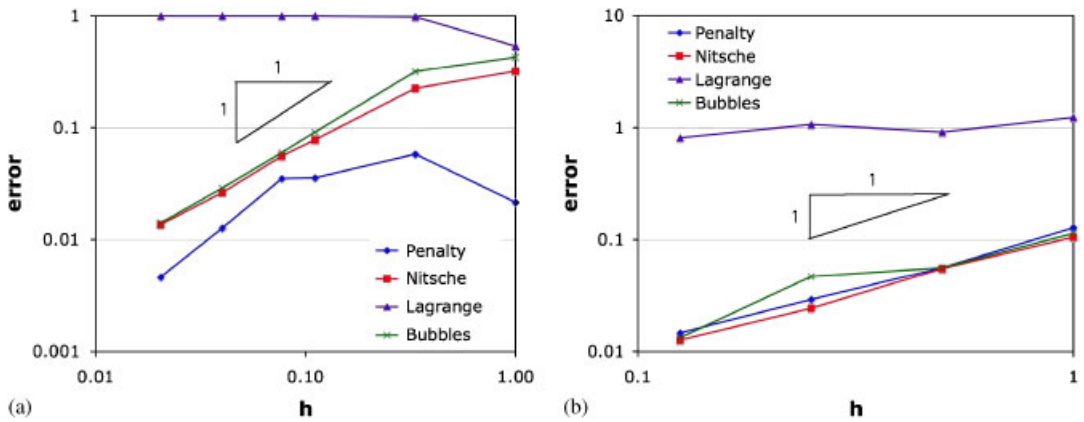 1
0.1
0.01
0.001
error
0.01
0.10
1.00
h
1
1
Penalty
Nitsche
Lagrange
Bubbles
(a)
10
1
0.1
0.01
error
0.1
1
h
1
1
Penalty
Nitsche
Lagrange
Bubbles
(b)